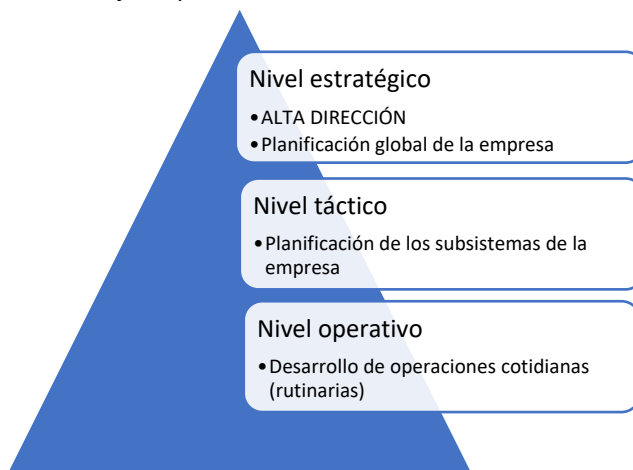 Nivel estratégico
•ALTA DIRECCIÓN
•Planificación global de la empresa
Nivel táctico
•Planificación de los subsistemas de la
empresa
Nivel operativo
•Desarrollo de operaciones cotidianas
(rutinarias)